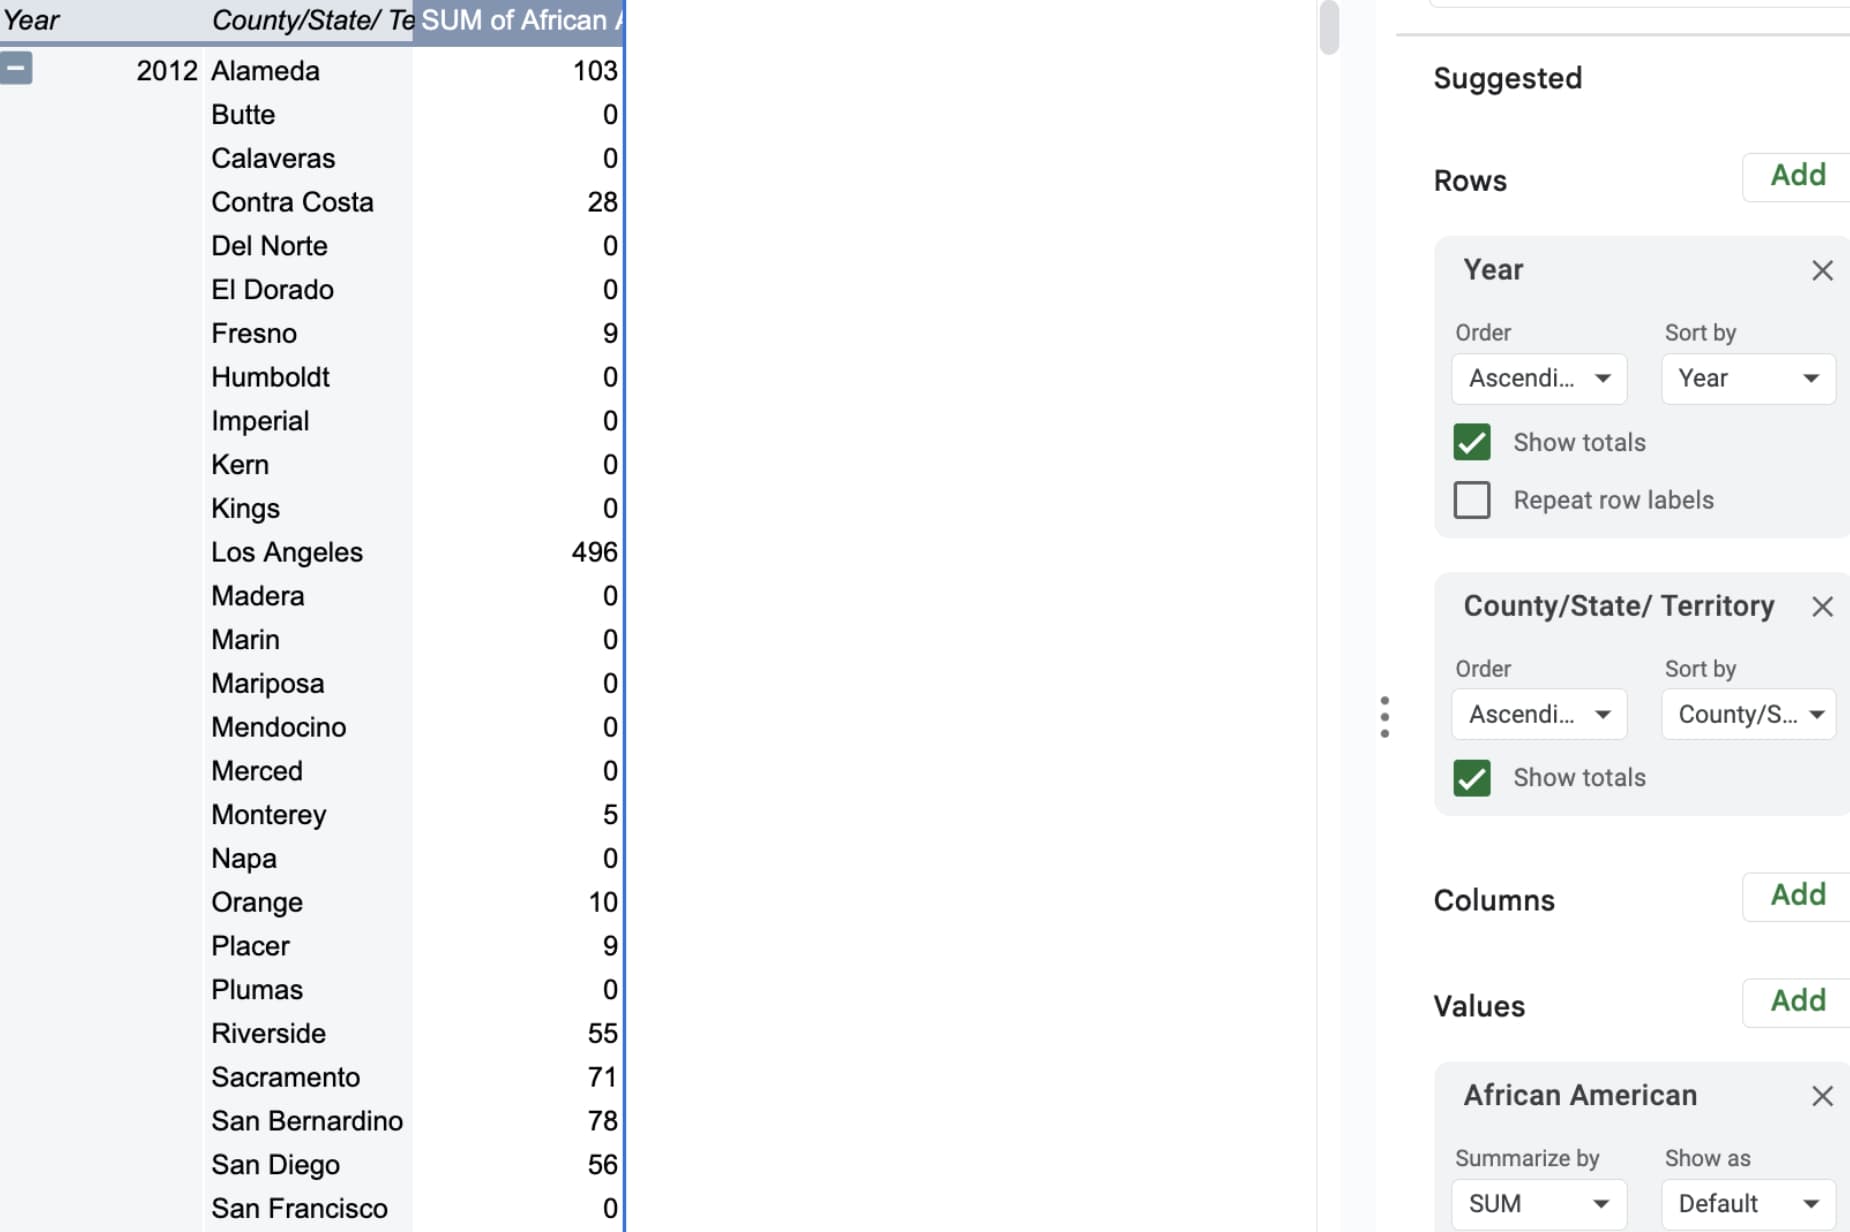 Year County/State/ Te SUM of African A
2012 Alameda 103
Butte 0
Calaveras 0
Contra Costa 28
Del Norte 0
El Dorado 0
Fresno 9
Humboldt 0
Imperial 0
Kern 0
Kings 0
Los Angeles 496
Madera 0
Marin 0
Mariposa 0
Mendocino 0
Merced 0
Monterey 5
Napa 0
Orange 10
Placer 9
Plumas 0
Riverside 55
Sacramento 71
San Bernardino 78
San Diego 56
San Francisco 0
Suggested
Rows Add
Year
Order Sort by
Ascendi... Year
Show totals
Repeat row labels
County/State/ Territory
Order Sort by
Ascendi... County/S...
Show totals
Columns Add
Values Add
African American
Summarize by Show as
SUM Default